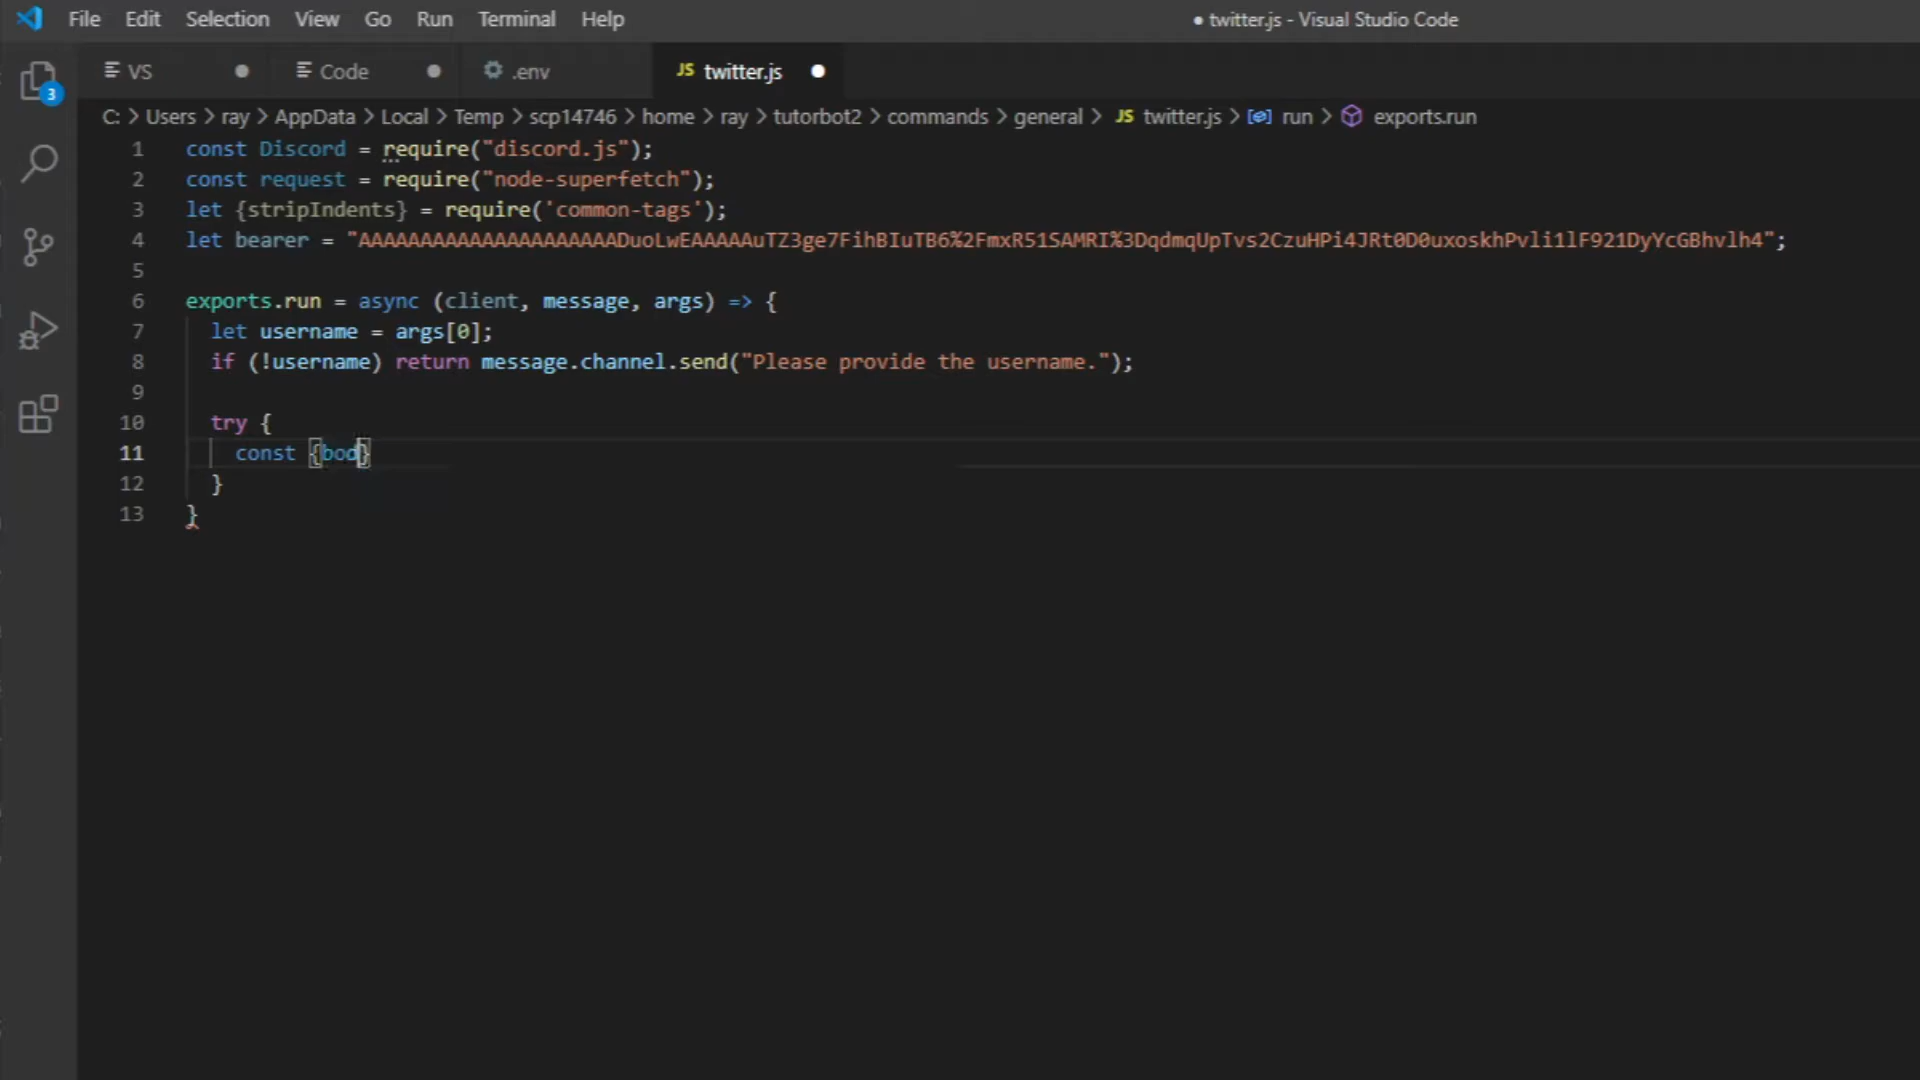 File Edit Selection View Go Run Terminal Help ● twitter.js - Visual Studio Code
VS ● Code ● .env JS twitter.js ●
3
C: > Users > ray > AppData > Local > Temp > scp14746 > home > ray > tutorbot2 > commands > general > JS twitter.js > run > exports.run
1 const Discord = require("discord.js");
2 const request = require("node-superfetch");
3 let {stripIndents} = require('common-tags');
4 let bearer = "AAAAAAAAAAAAAAAAAAAAADuoLwEAAAAAuTZ3ge7FihBIuTB6%2FmxR51SAMRI%3DqdmqUpTvs2CzuHPi4JRt0D0uxoskhPvli1lF921DyYcGBhvlh4";
5
6 exports.run = async (client, message, args) => {
7 let username = args[0];
8 if (!username) return message.channel.send("Please provide the username.");
9
10 try {
11 const {bod}
12 }
13 }